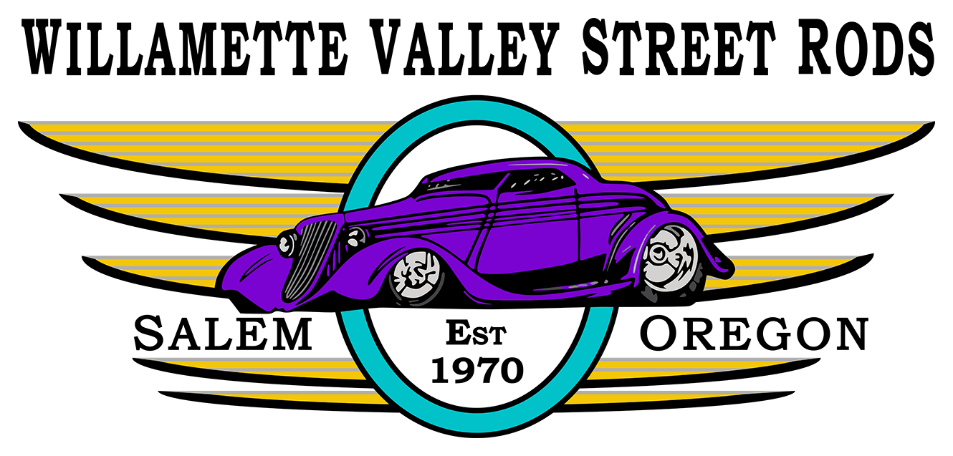 Willamette Valley Street Rods
Salem
Oregon
Est
1970